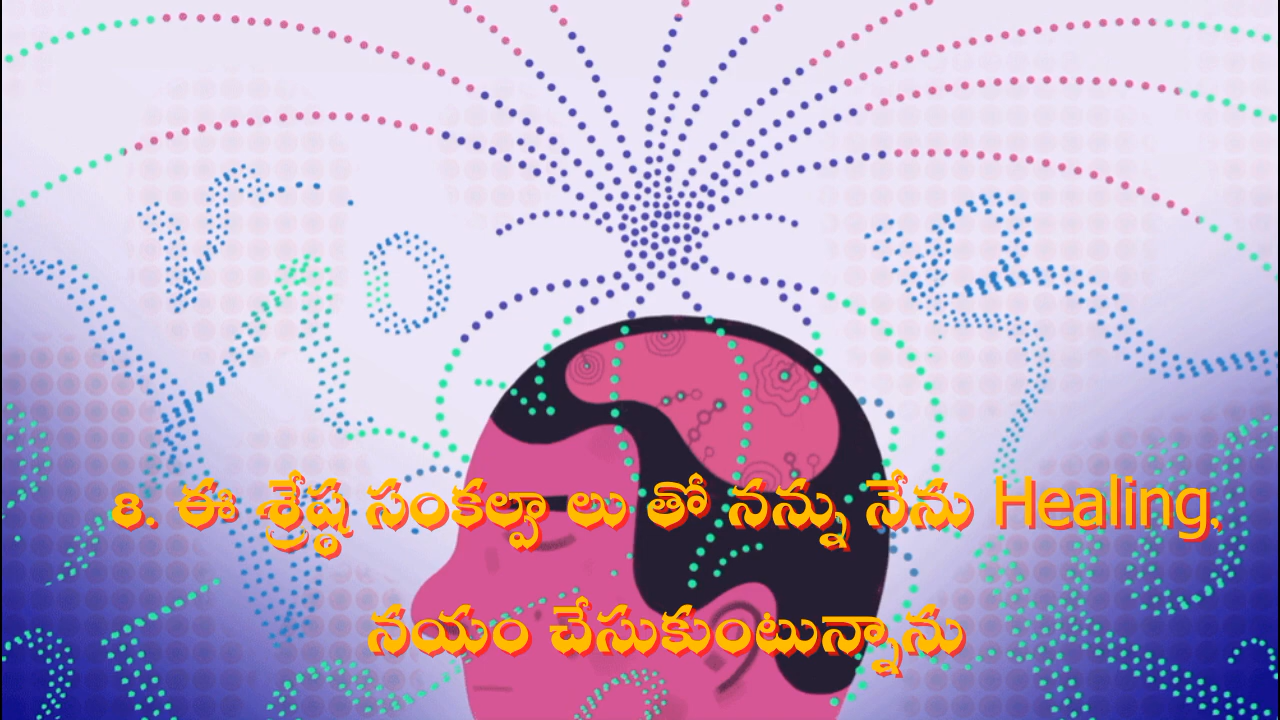 8. ఈ శ్రేష్ఠ సంకల్పా లు తో నన్ను నేను Healing,
నయం చేసుకుంటున్నాను